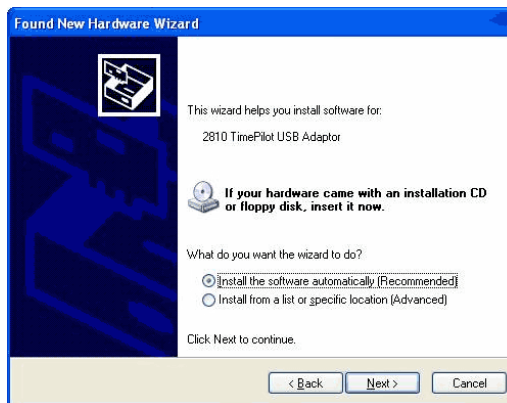 Found New Hardware Wizard
This wizard helps you install software for:
2810 TimePilot USB Adaptor
If your hardware came with an installation CD
or floppy disk, insert it now.
What do you want the wizard to do?
Install the software automatically (Recommended)
Install from a list or specific location (Advanced)
Click Next to continue.
< Back Next > Cancel